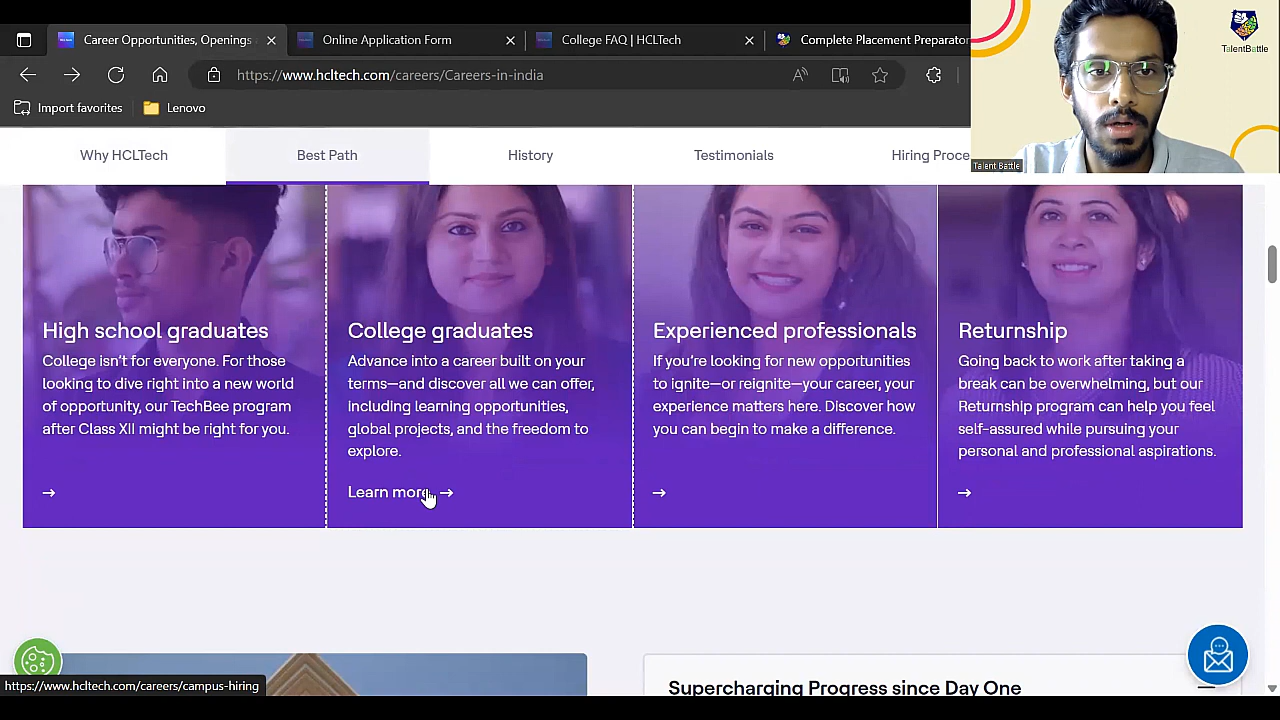 Career Opportunities, Openings
Online Application Form
College FAQ | HCLTech
Complete Placement Preparator
TalentBattle
https://www.hcltech.com/careers/Careers-in-india
Import favorites
Lenovo
Talent Battle
Why HCLTech
Best Path
History
Testimonials
Hiring Proce
High school graduates
College isn't for everyone. For those
looking to dive right into a new world
of opportunity, our TechBee program
after Class XII might be right for you.
College graduates
Advance into a career built on your
terms—and discover all we can offer,
including learning opportunities,
global projects, and the freedom to
explore.
Learn more
Experienced professionals
If you're looking for new opportunities
to ignite—or reignite—your career, your
experience matters here. Discover how
you can begin to make a difference.
Returnship
Going back to work after taking a
break can be overwhelming, but our
Returnship program can help you feel
self-assured while pursuing your
personal and professional aspirations.
Supercharging Progress since Day One
https://www.hcltech.com/careers/campus-hiring